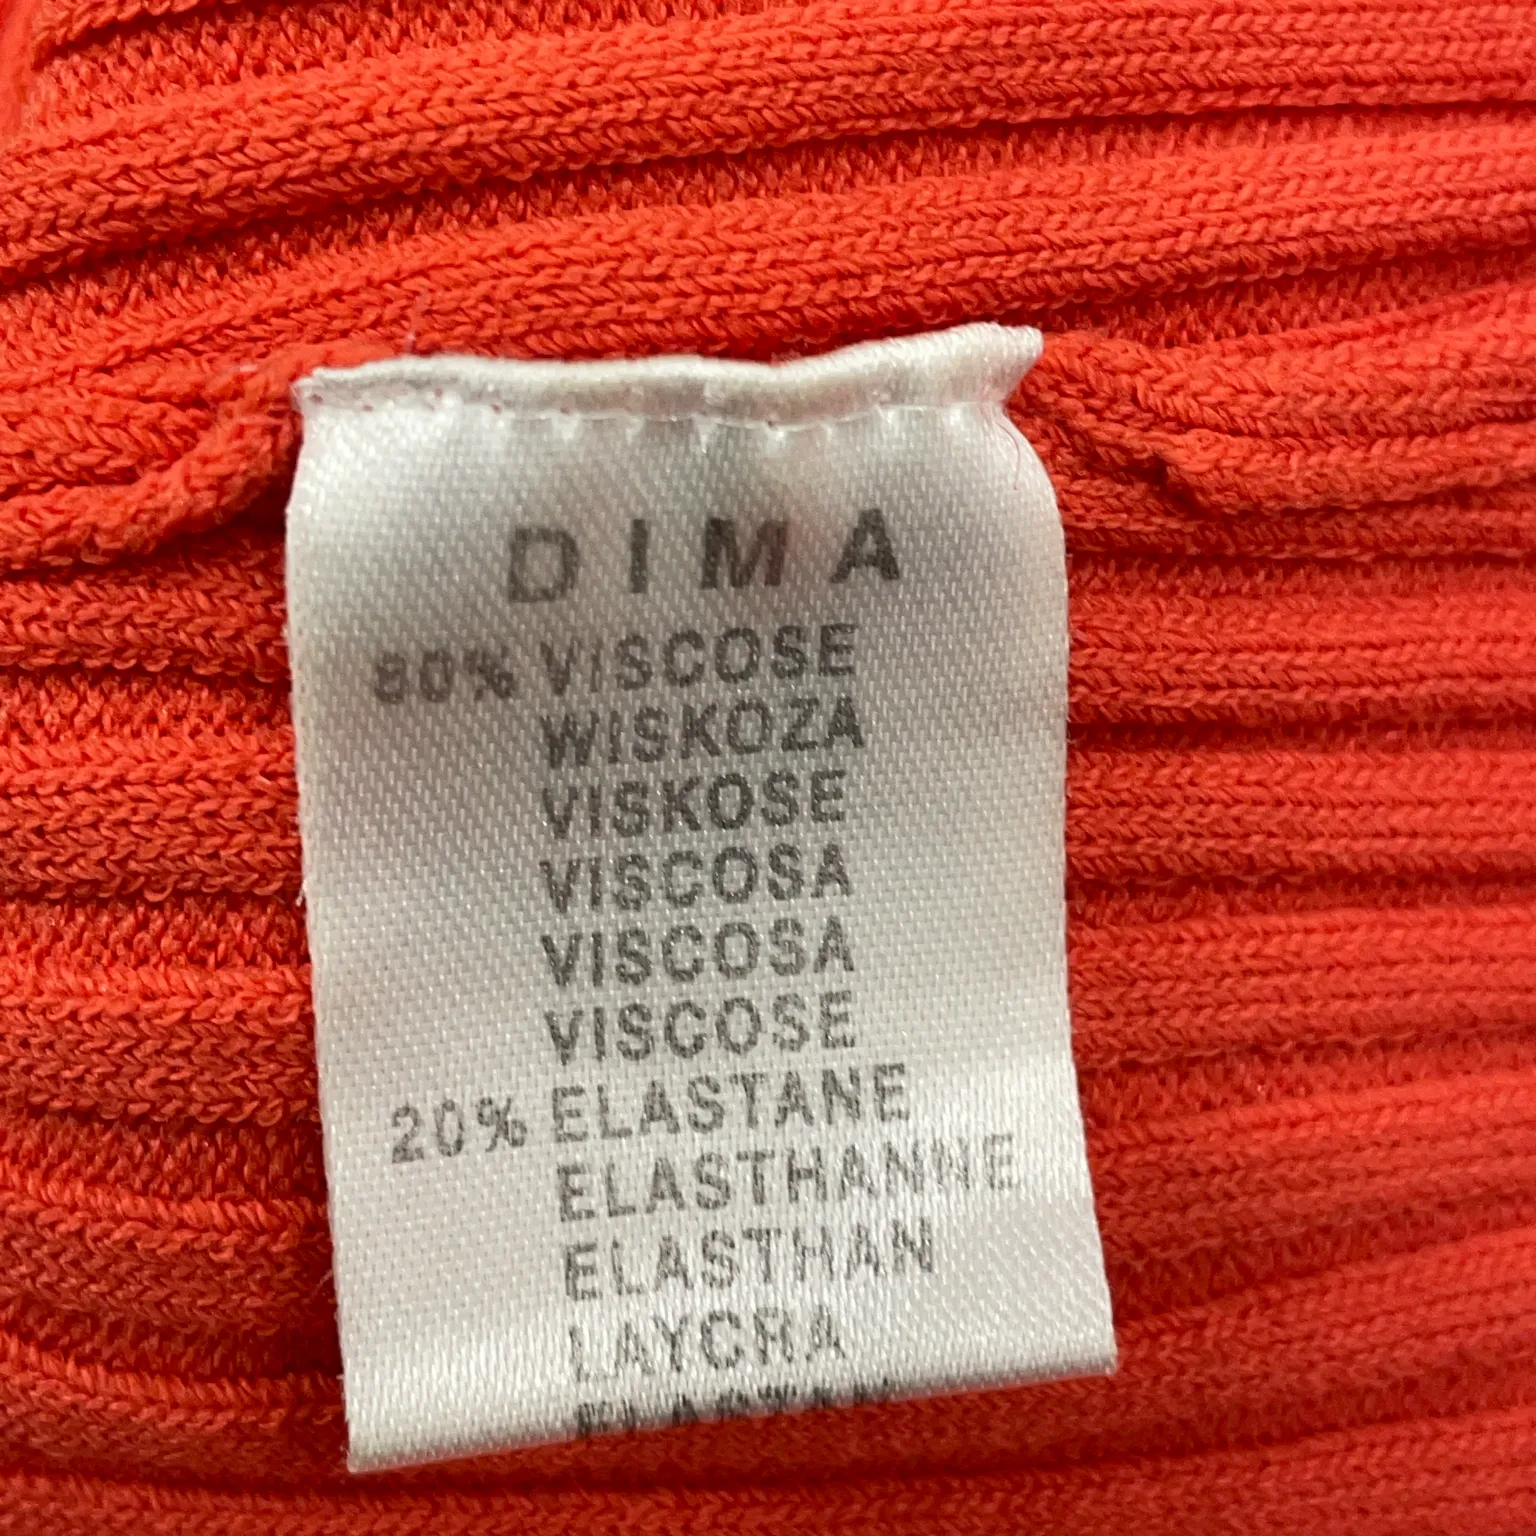 DIMA
80% VISCOSE
WISKOZA
VISKOSE
VISCOSA
VISCOSA
VISCOSE
20% ELASTANE
ELASTHANNE
ELASTHAN
LAYCRA